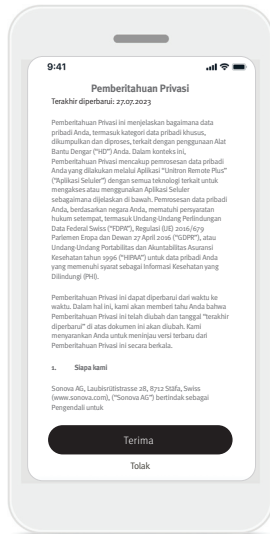 9:41
Pemberitahuan Privasi
Terakhir diperbarui: 27.07.2023
Pemberitahuan Privasi ini menjelaskan bagaimana data
pribadi Anda, termasuk kategori data pribadi khusus,
dikumpulkan dan diproses, terkait dengan penggunaan Alat
Bantu Dengar ("HD") Anda. Dalam konteks ini,
Pemberitahuan Privasi mencakup pemrosesan data pribadi
Anda yang dilakukan melalui Aplikasi "Unitron Remote Plus"
("Aplikasi Seluler") dengan semua teknologi terkait untuk
mengakses atau menggunakan Aplikasi Seluler
sebagaimana dijelaskan di bawah. Pemrosesan data pribadi
Anda, berdasarkan negara Anda, mematuhi persyaratan
hukum setempat, termasuk Undang-Undang Perlindungan
Data Federal Swiss ("FDPA"), Regulasi (UE) 2016/679
Parlemen Eropa dan Dewan 27 April 2016 ("GDPR"), atau
Undang-Undang Portabilitas dan Akuntabilitas Asuransi
Kesehatan tahun 1996 ("HIPAA") untuk data pribadi Anda
yang memenuhi syarat sebagai Informasi Kesehatan yang
Dilindungi (PHI).
Pemberitahuan Privasi ini dapat diperbarui dari waktu ke
waktu. Dalam hal ini, kami akan memberi tahu Anda bahwa
Pemberitahuan Privasi ini telah diubah dan tanggal "terakhir
diperbarui" di atas dokumen ini akan diubah. Kami
menyarankan Anda untuk meninjau versi terbaru dari
Pemberitahuan Privasi ini secara berkala.
1. Siapa kami
Sonova AG, Laubisrütistrasse 28, 8712 Stäfa, Swiss
(www.sonova.com), ("Sonova AG") bertindak sebagai
Pengendali untuk
Terima
Tolak